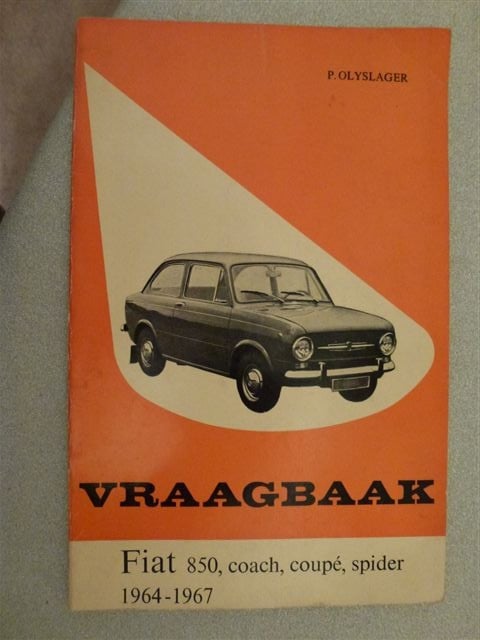 P. OLYSLAGER
VRAAGBAAK
Fiat 850, coach, coupé, spider
1964-1967